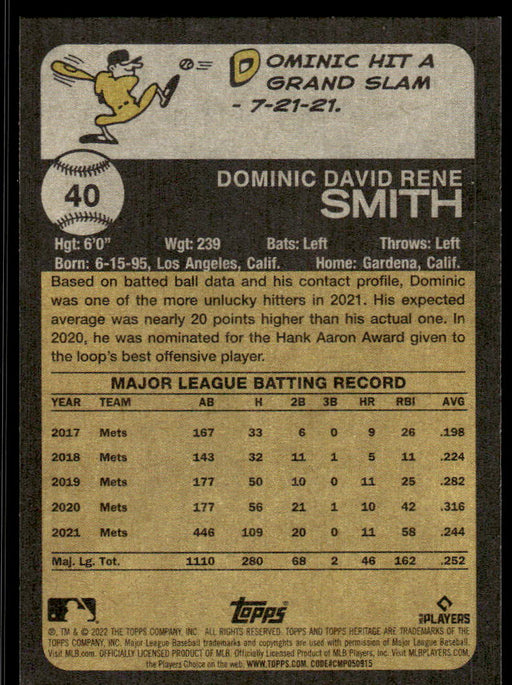 DOMINIC HIT A
GRAND SLAM
- 7-21-21.
40
DOMINIC DAVID RENE
SMITH
Hgt: 6'0" Wgt: 239 Bats: Left Throws: Left
Born: 6-15-95, Los Angeles, Calif. Home: Gardena, Calif.
Based on batted ball data and his contact profile, Dominic
was one of the more unlucky hitters in 2021. His expected
average was nearly 20 points higher than his actual one. In
2020, he was nominated for the Hank Aaron Award given to
the loop's best offensive player.
MAJOR LEAGUE BATTING RECORD
YEAR TEAM AB H 2B 3B HR RBI AVG
2017 Mets 167 33 6 0 9 26 .198
2018 Mets 143 32 11 1 5 11 .224
2019 Mets 177 50 10 0 11 25 .282
2020 Mets 177 56 21 1 10 42 .316
2021 Mets 446 109 20 0 11 58 .244
Maj. Lg. Tot. 1110 280 68 2 46 162 .252
topps
PLAYERS
®, TM & © 2022 THE TOPPS COMPANY, INC. ALL RIGHTS RESERVED. TOPPS AND TOPPS HERITAGE ARE TRADEMARKS OF THE
TOPPS COMPANY, INC. Major League Baseball trademarks and copyrights are used with permission of Major League Baseball.
Visit MLB.com. OFFICIALLY LICENSED PRODUCT OF MLB Players, Inc. MLBPLAYERS.COM,
the Players Choice on the web. WWW.TOPPS.COM. CODE#CMP050915